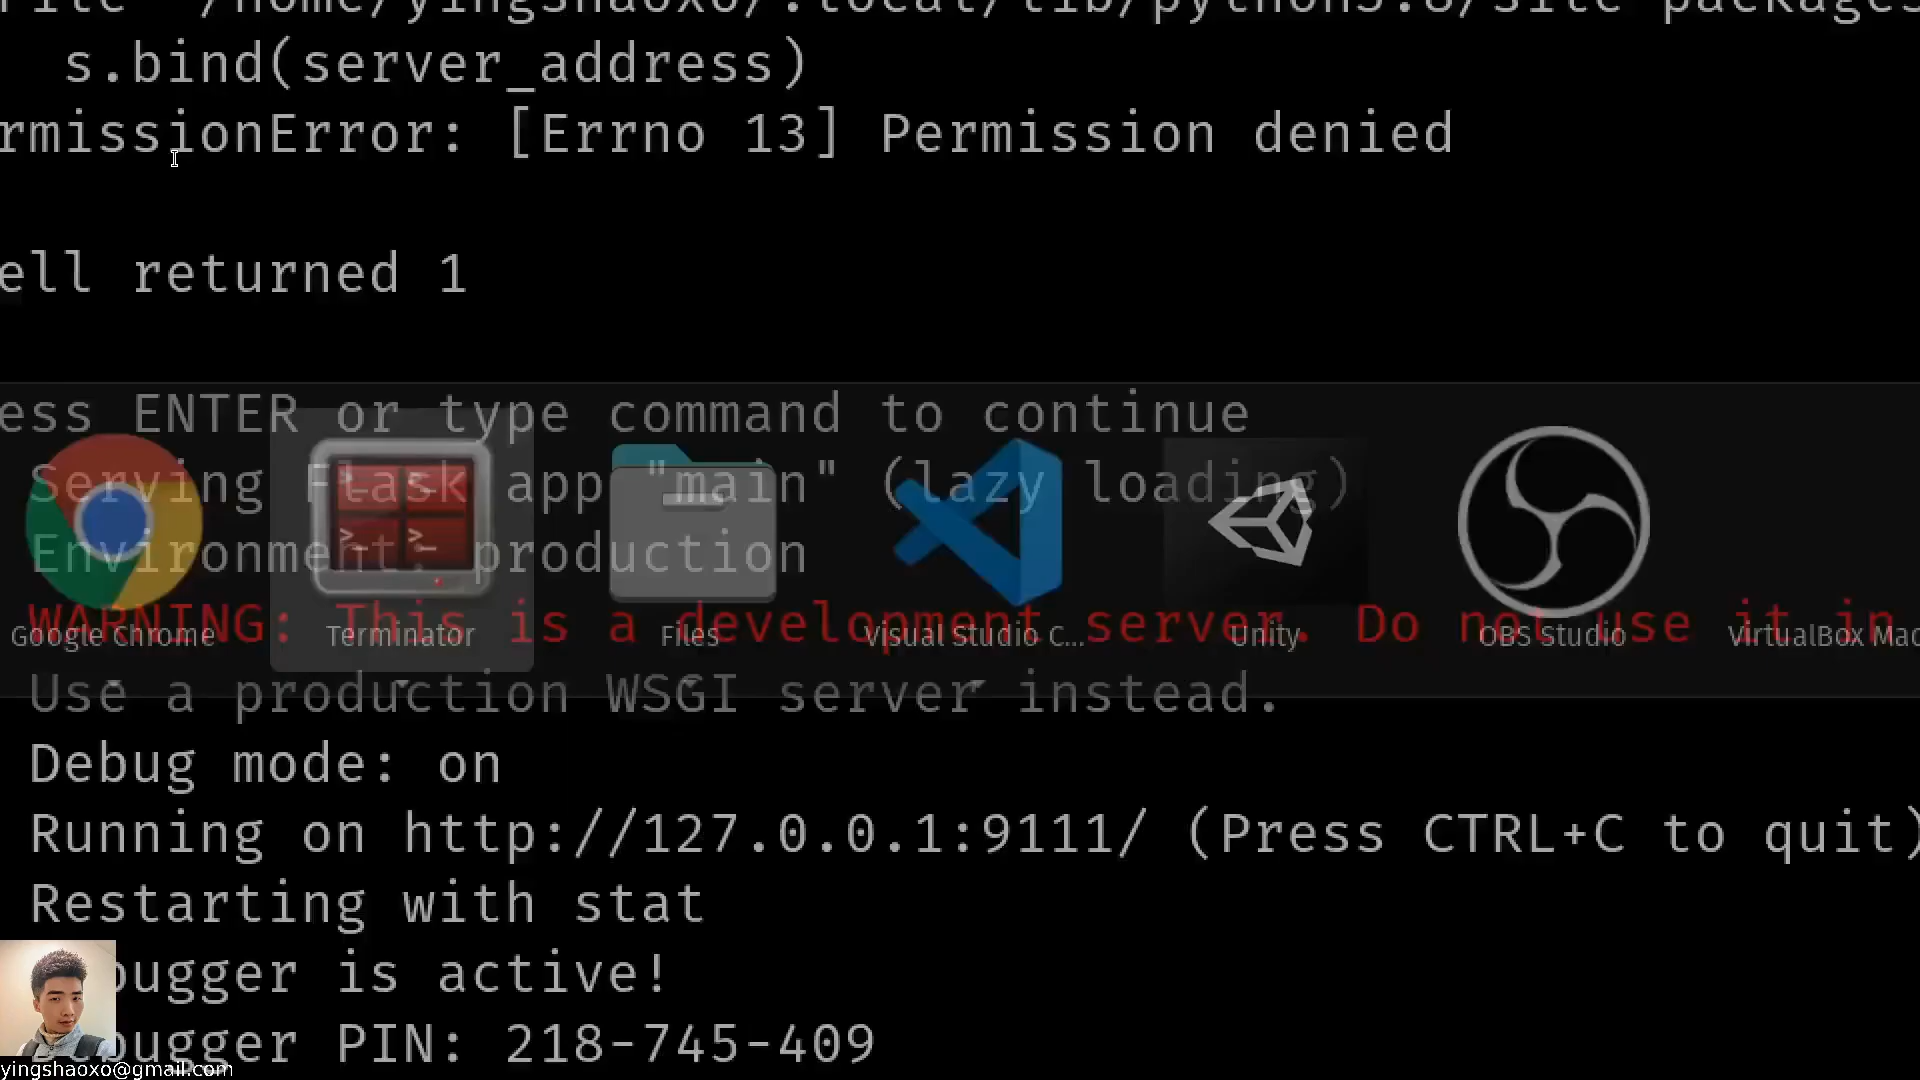 File "/home/yingshaoxo/.local/lib/python3.8/site-packages
s.bind(server_address)
rmissionError: [Errno 13] Permission denied
ell returned 1
ess ENTER or type command to continue
Serving Flask app "main" (lazy loading)
Environment: production
WARNING: This is a development server. Do not use it in
Google Chrome
Terminator
Files
Visual Studio C...
Unity
OBS Studio
VirtualBox Mac
Use a production WSGI server instead.
Debug mode: on
Running on http://127.0.0.1:9111/ (Press CTRL+C to quit)
Restarting with stat
bugger is active!
bugger PIN: 218-745-409
yingshaoxo@gmail.com